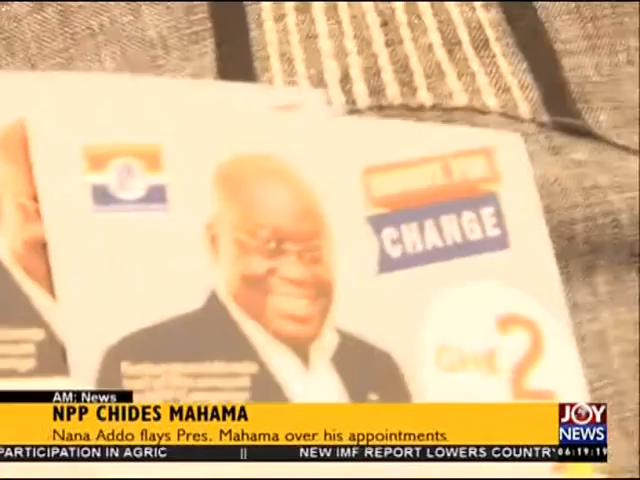 CHANGE
GH₵ 2
AM: News
NPP CHIDES MAHAMA
Nana Addo flays Pres. Mahama over his appointments
JOY
NEWS
PARTICIPATION IN AGRIC || NEW IMF REPORT LOWERS COUNTR
06:19:19